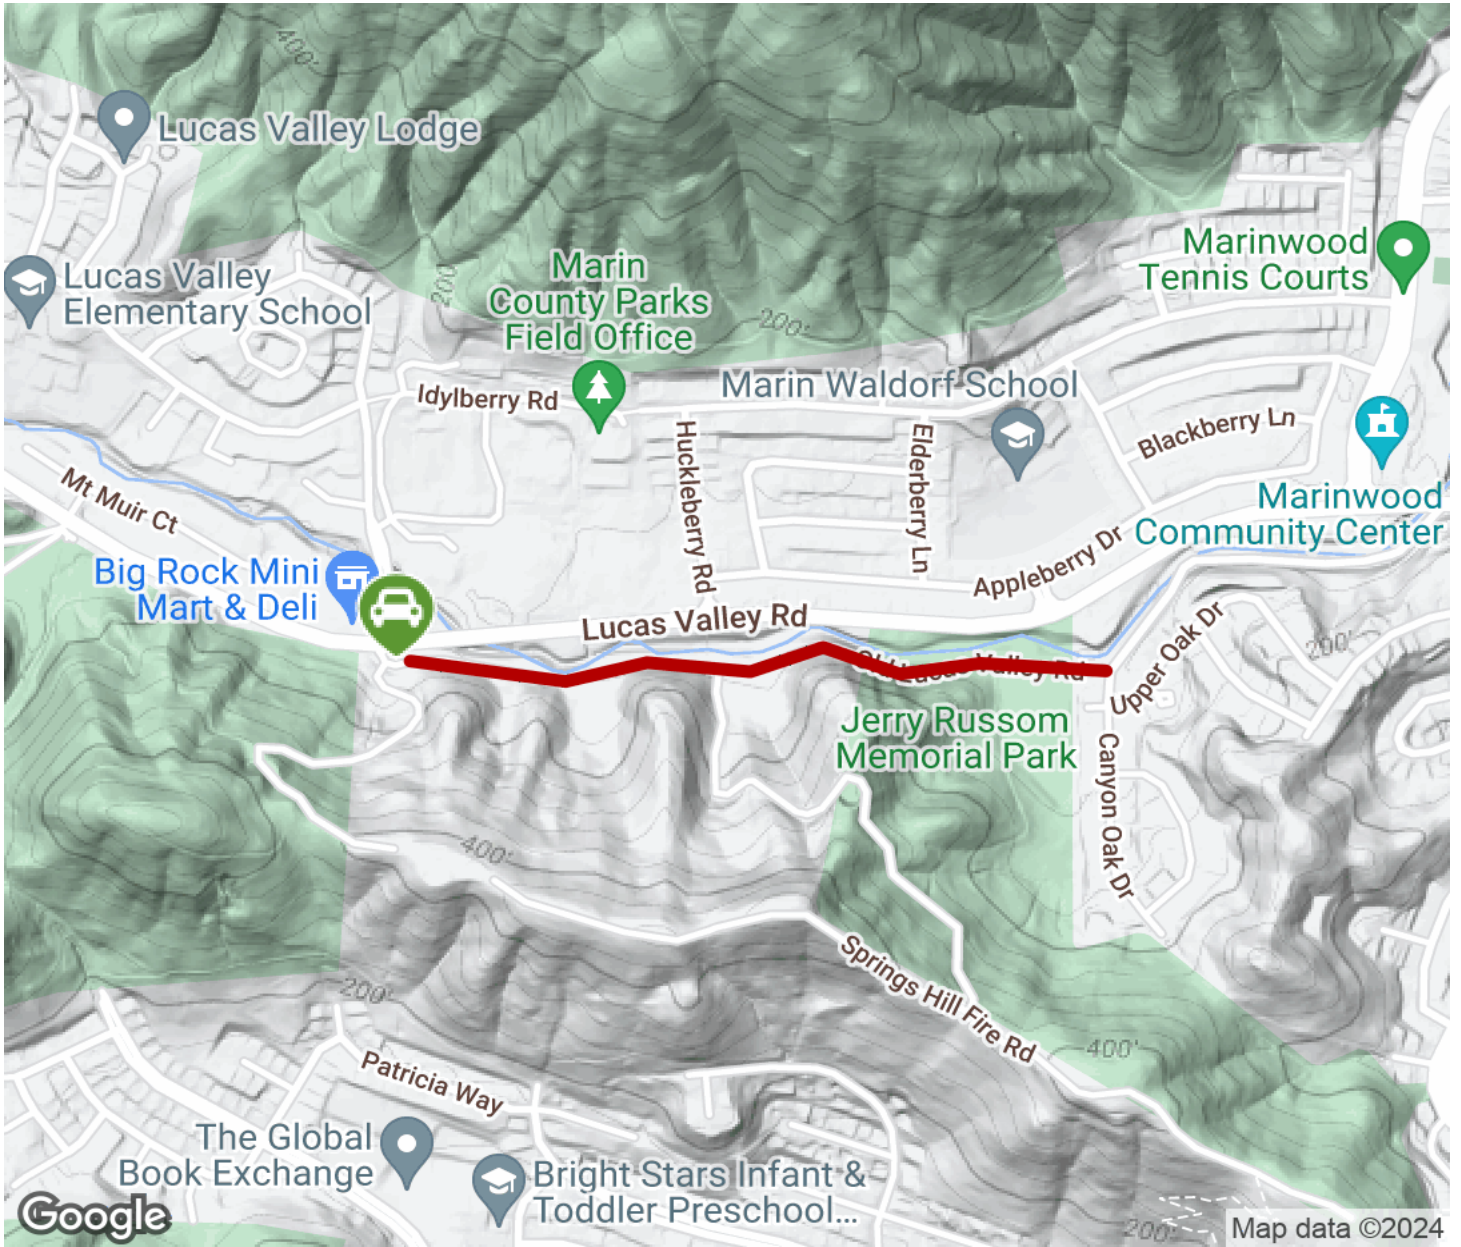 400'
Lucas Valley Lodge
Marinwood
Tennis Courts
Lucas Valley
Elementary School
200'
Marin
County Parks
Field Office
200'
Idylberry Rd
Marin Waldorf School
Huckleberry Rd
Elderberry Ln
Blackberry Ln
Mt Muir Ct
Marinwood
Community Center
Big Rock Mini
Mart & Deli
Appleberry Dr
Lucas Valley Rd
Upper Oak Dr
200'
Old Lucas Valley Rd
Jerry Russom
Memorial Park
Canyon Oak Dr
400'
Springs Hill Fire Rd
200'
400'
Patricia Way
The Global
Book Exchange
Bright Stars Infant &
Toddler Preschool...
Google
200'
Map data ©2024